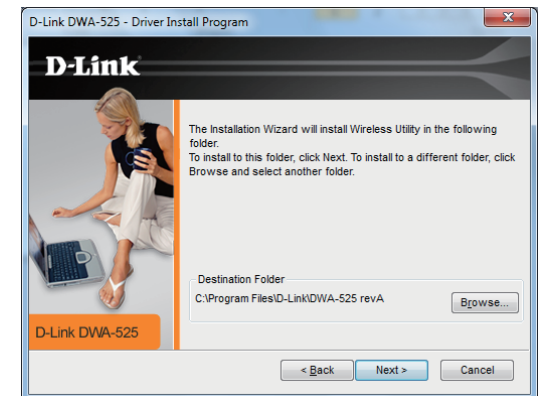 D-Link DWA-525 - Driver Install Program
D-Link
The Installation Wizard will install Wireless Utility in the following
folder.
To install to this folder, click Next. To install to a different folder, click
Browse and select another folder.
Destination Folder
C:\Program Files\D-Link\DWA-525 revA
Browse...
D-Link DWA-525
< Back
Next >
Cancel